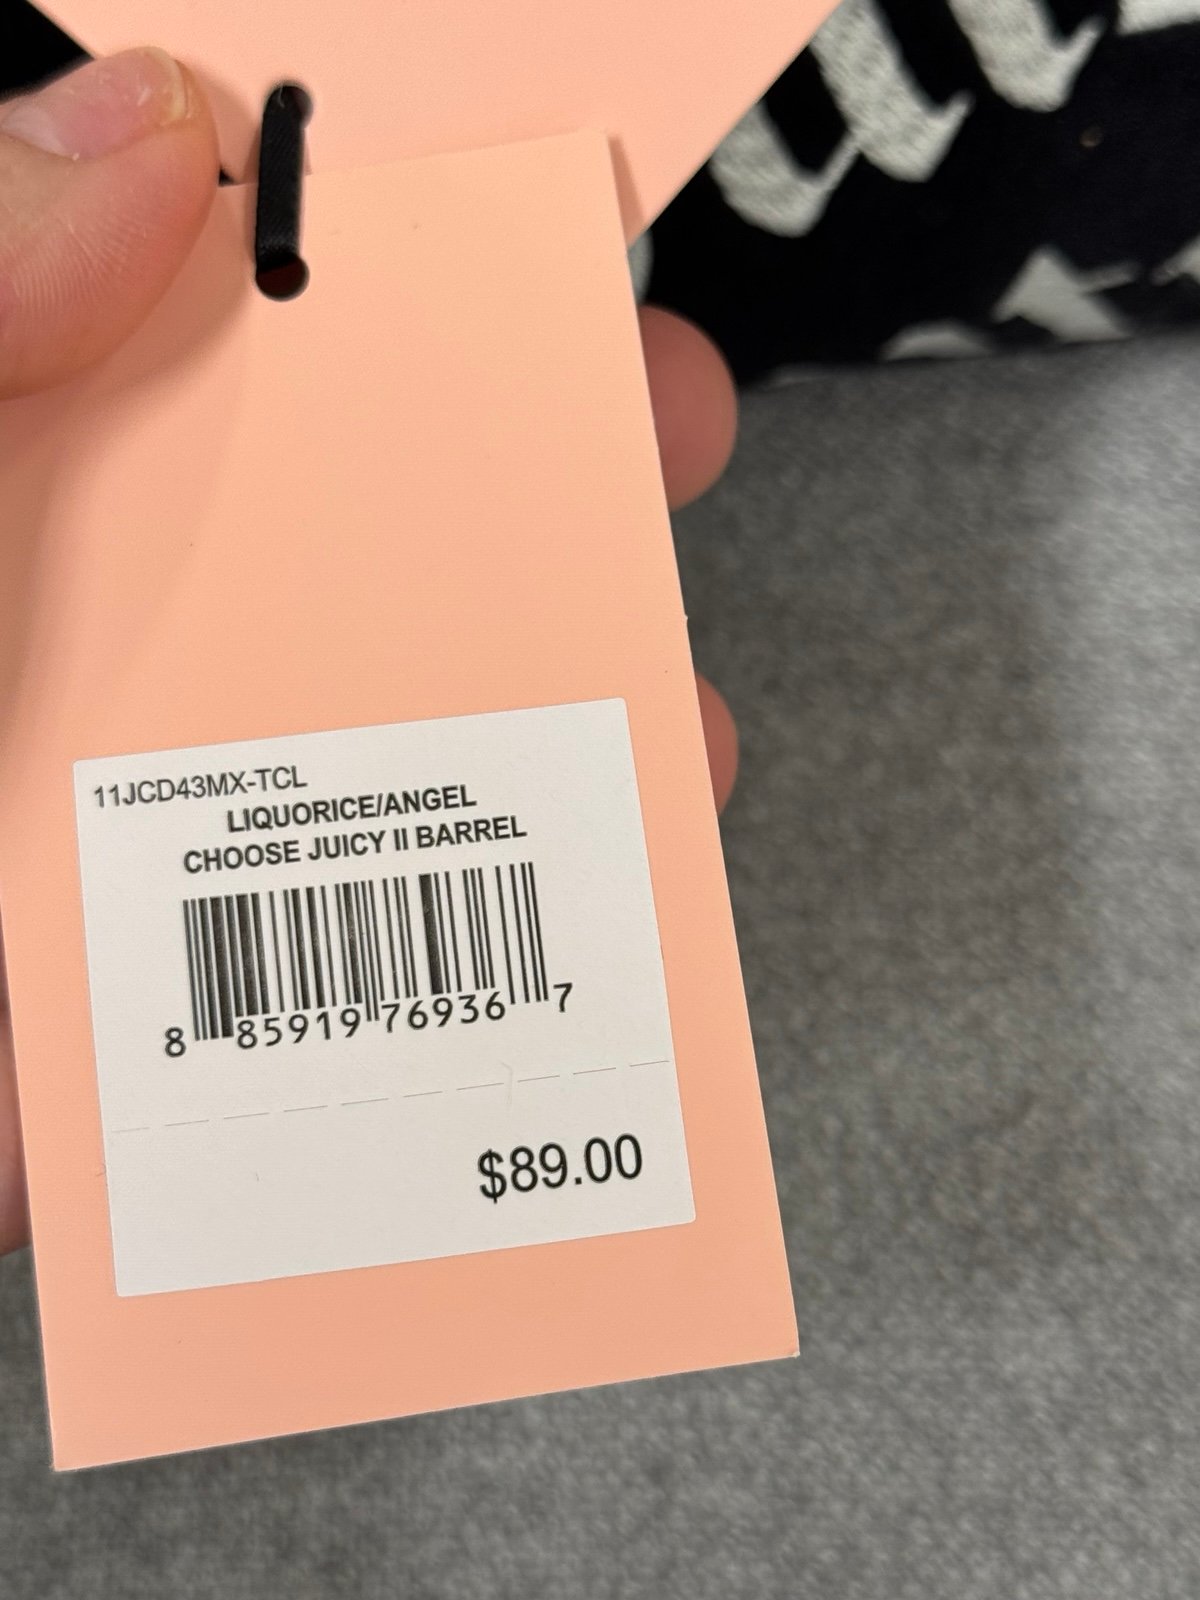 11JCD43MX-TCL
LIQUORICE/ANGEL
CHOOSE JUICY II BARREL
8 85919 76936 7
$89.00